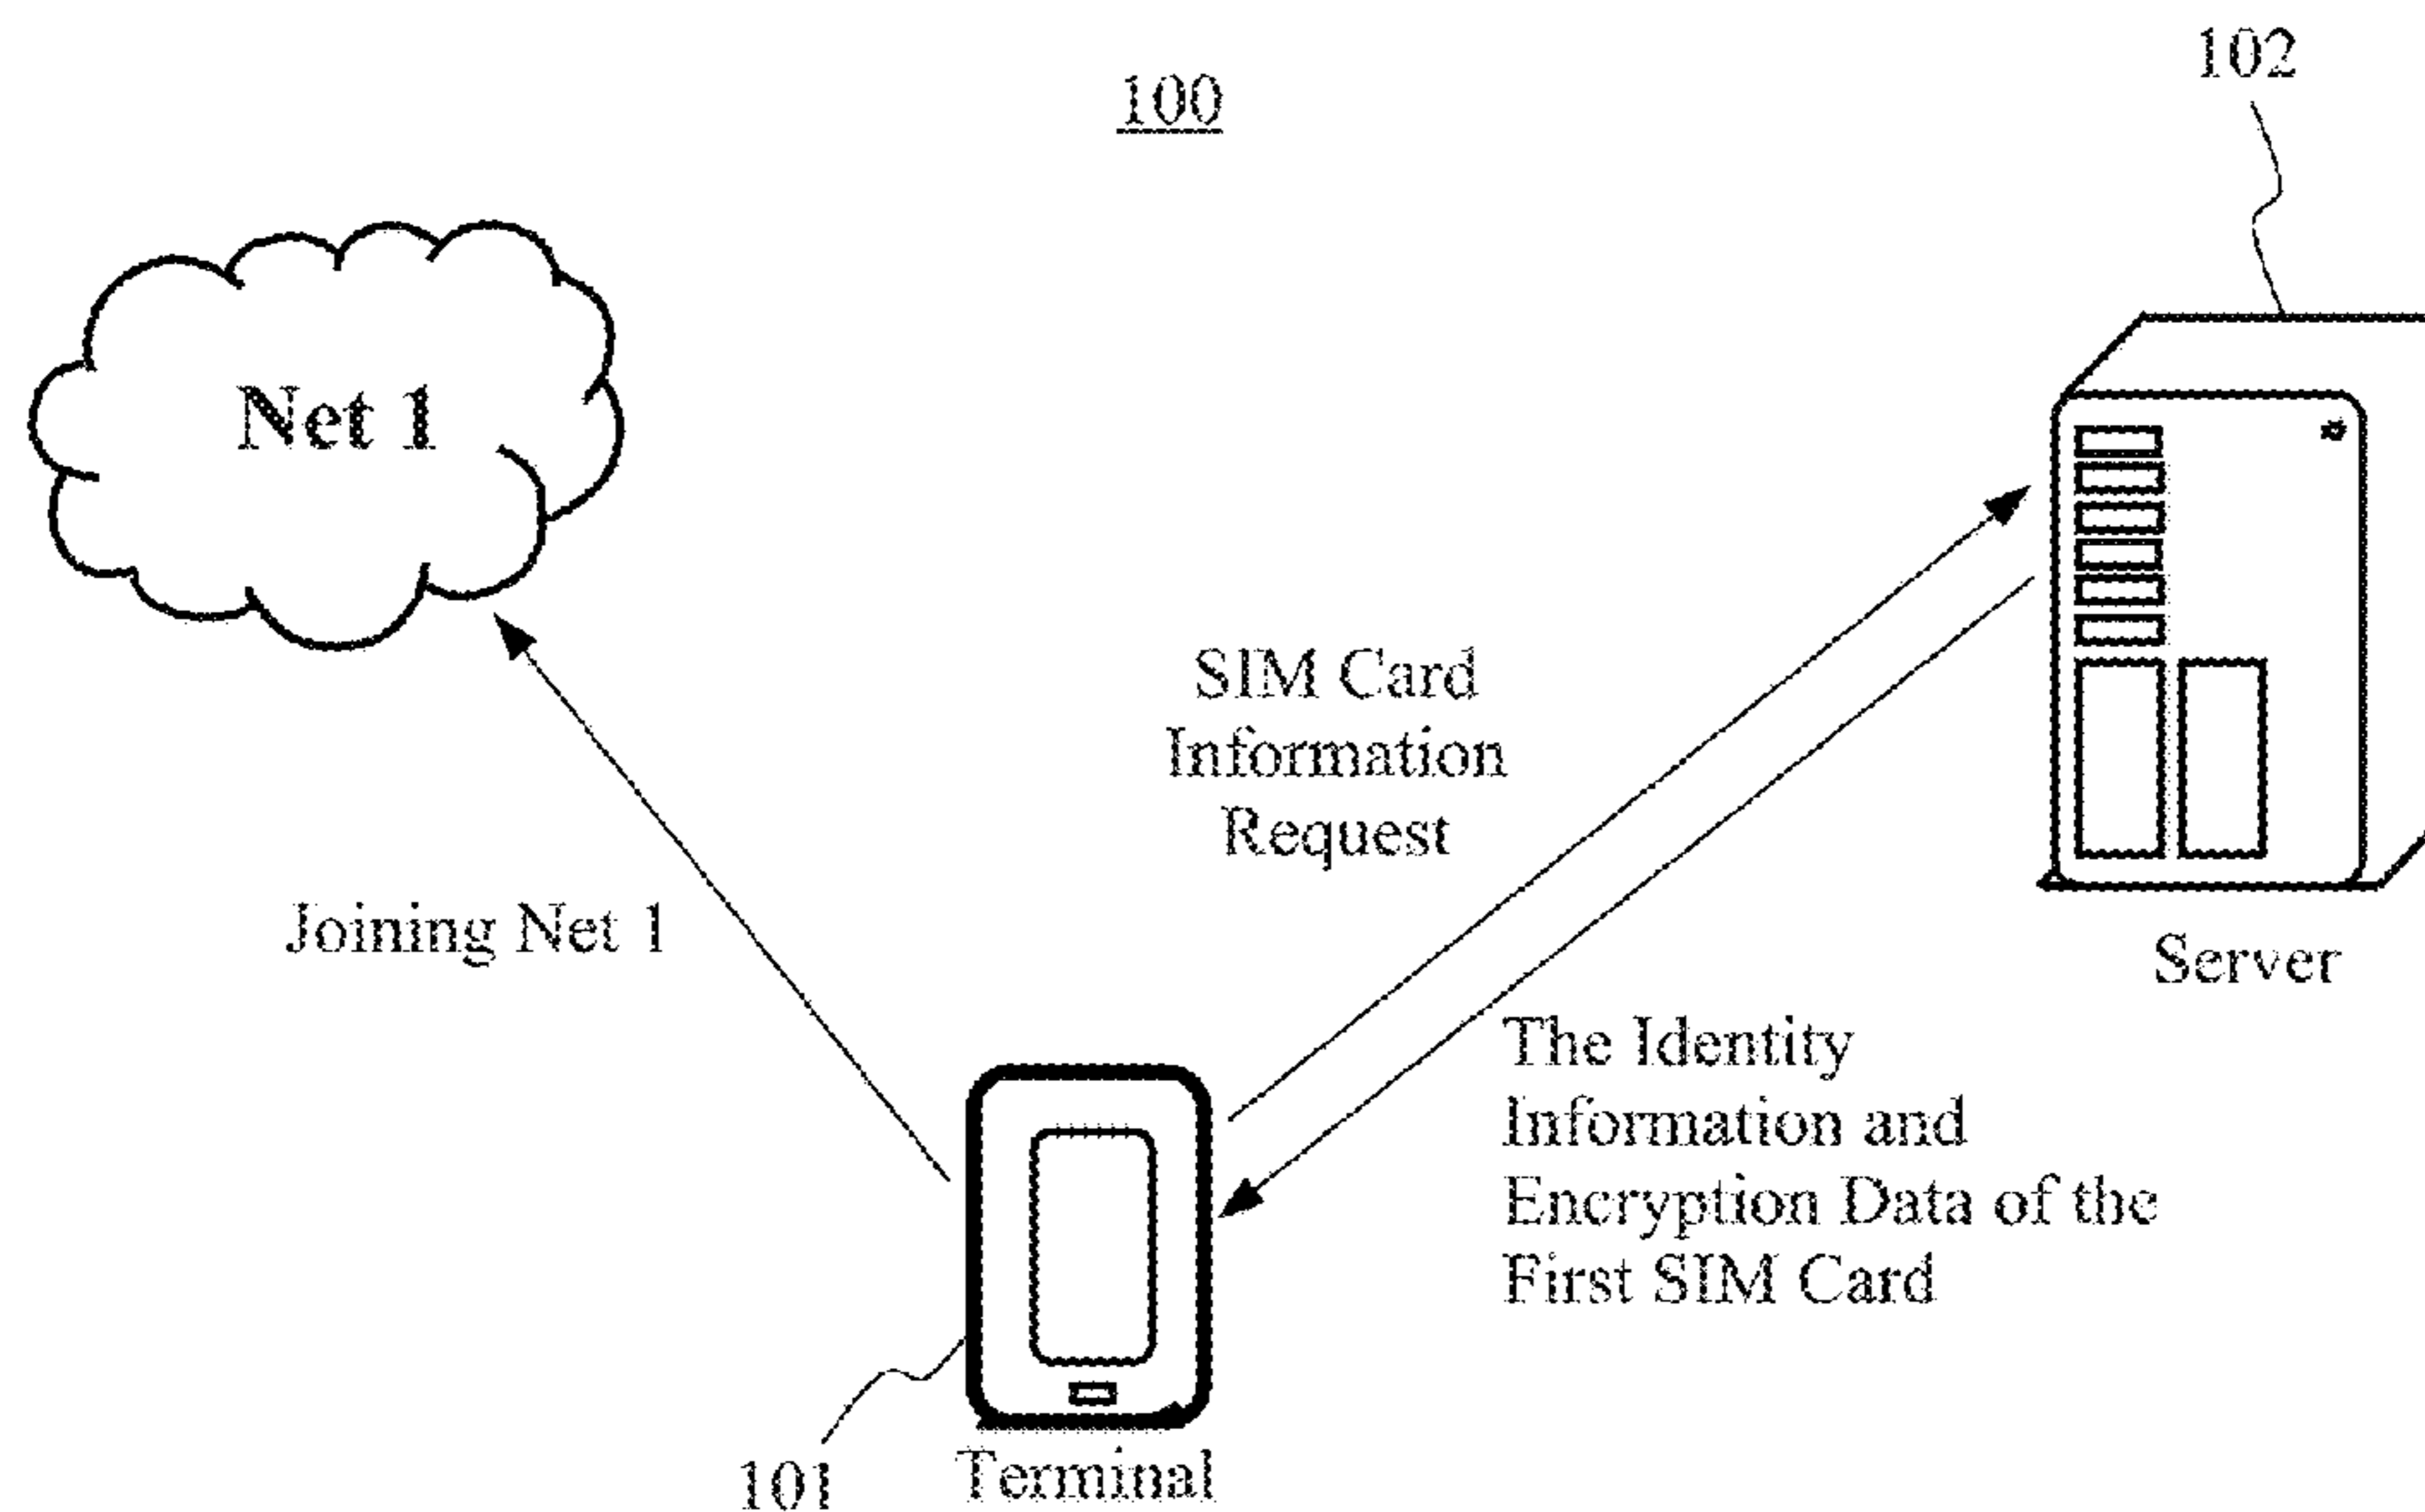 100
102
Net 1
SIM Card
Information
Request
Joining Net 1
Server
The Identity
Information and
Encryption Data of the
First SIM Card
101
Terminal